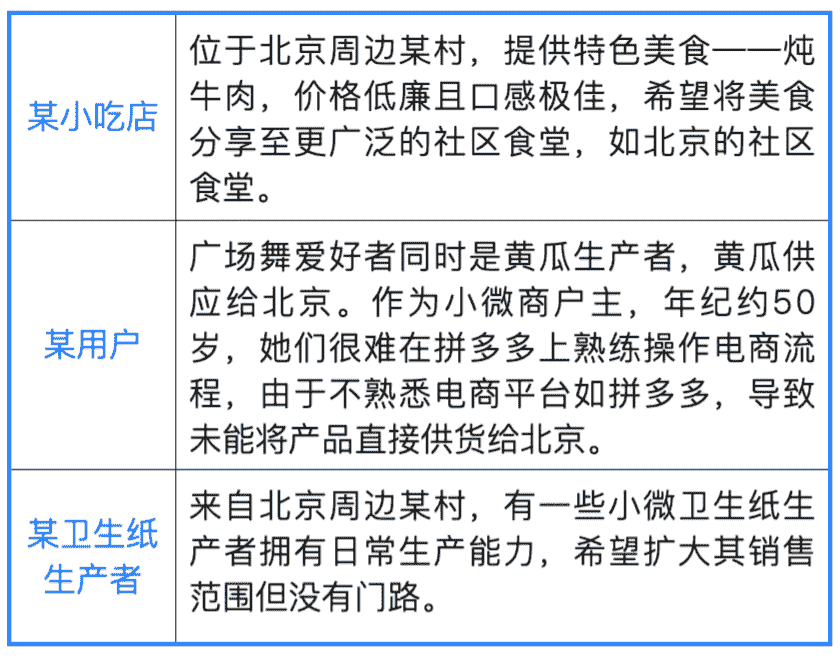 某小吃店
位于北京周边某村，提供特色美食——炖
牛肉，价格低廉且口感极佳，希望将美食
分享至更广泛的社区食堂，如北京的社区
食堂。
某用户
广场舞爱好者同时是黄瓜生产者，黄瓜供
应给北京。作为小微商户主，年纪约50
岁，她们很难在拼多多上熟练操作电商流
程，由于不熟悉电商平台如拼多多，导致
未能将产品直接供货给北京。
某卫生纸
生产者
来自北京周边某村，有一些小微卫生纸生
产者拥有日常生产能力，希望扩大其销售
范围但没有门路。